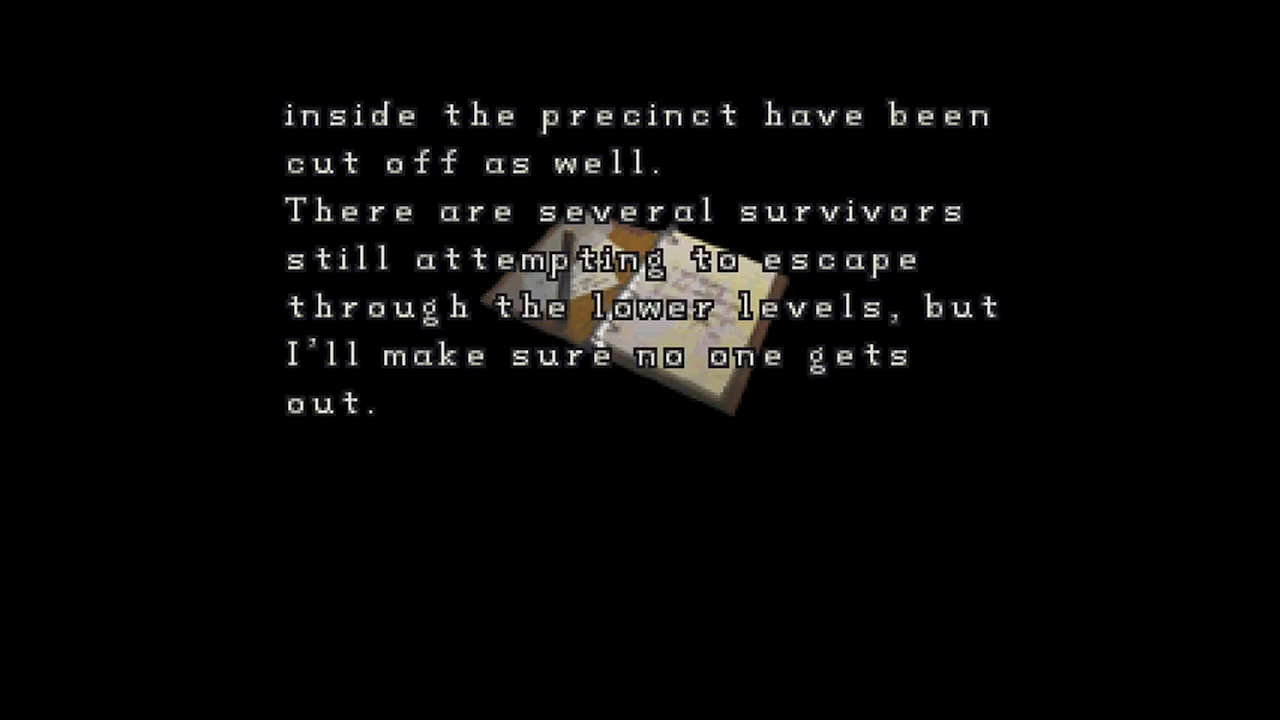 inside the precinct have been
cut off as well.
There are several survivors
still attempting to escape
through the lower levels, but
I'll make sure no one gets
out.